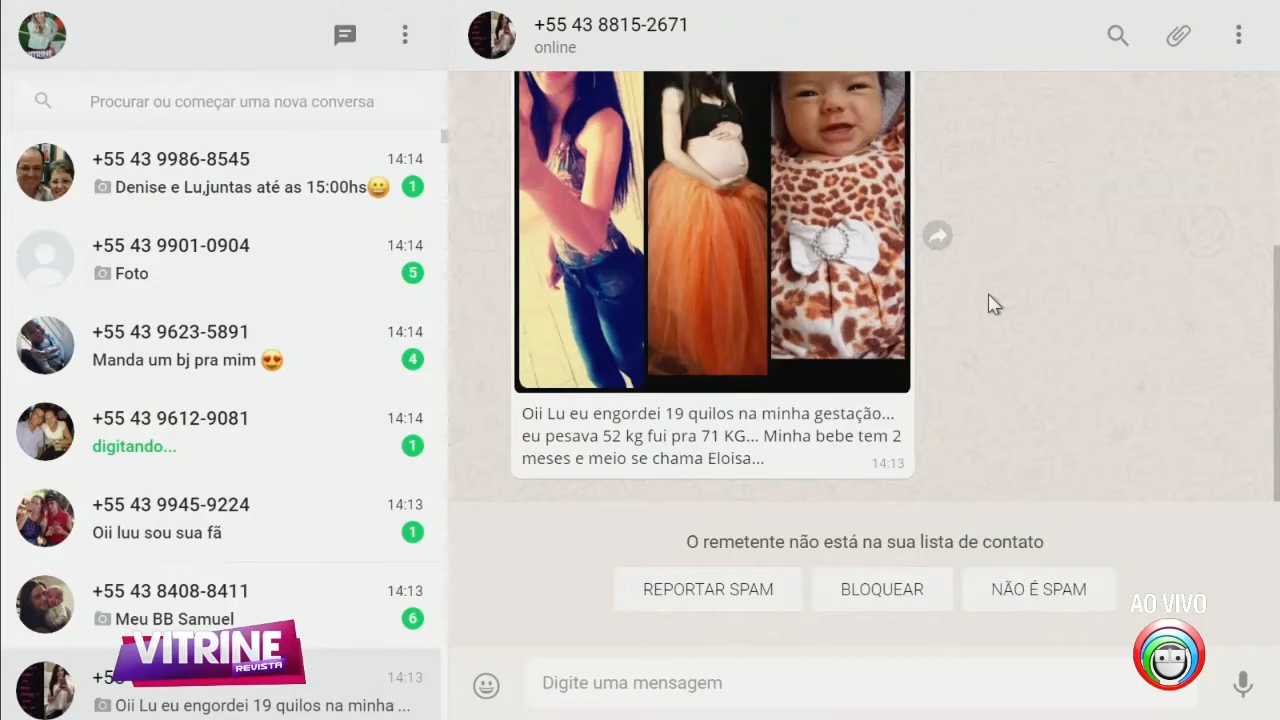 +55 43 8815-2671
online
Procurar ou começar uma nova conversa
+55 43 9986-8545
14:14
Denise e Lu,juntas até as 15:00hs😀
1
+55 43 9901-0904
14:14
Foto
5
+55 43 9623-5891
14:14
Manda um bj pra mim 😍
4
+55 43 9612-9081
14:14
digitando...
1
+55 43 9945-9224
14:13
Oii luu sou sua fã
1
+55 43 8408-8411
14:13
Meu BB Samuel
6
+5
14:13
Oii Lu eu engordei 19 quilos na minha ...
VITRINE
REVISTA
Oii Lu eu engordei 19 quilos na minha gestação...
eu pesava 52 kg fui pra 71 KG... Minha bebe tem 2
meses e meio se chama Eloisa...
14:13
O remetente não está na sua lista de contato
REPORTAR SPAM
BLOQUEAR
NÃO É SPAM
AO VIVO
Digite uma mensagem